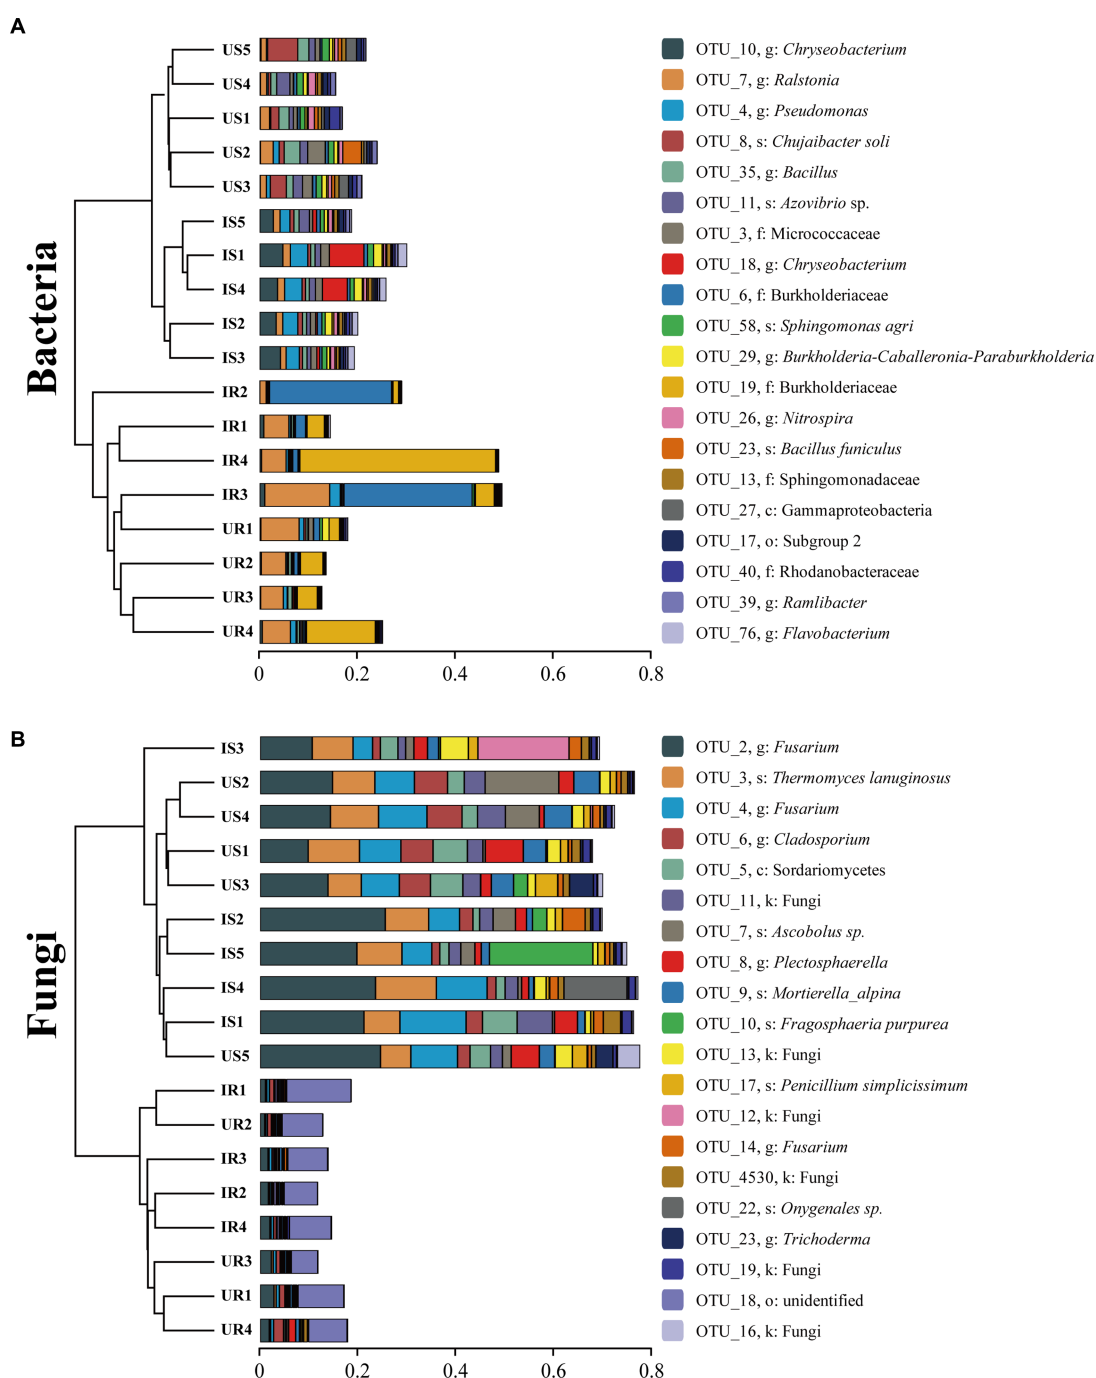 A
Bacteria
US5
US4
US1
US2
US3
IS5
IS1
IS4
IS2
IS3
IR2
IR1
IR4
IR3
UR1
UR2
UR3
UR4
0 0.2 0.4 0.6 0.8
OTU_10, g: Chryseobacterium
OTU_7, g: Ralstonia
OTU_4, g: Pseudomonas
OTU_8, s: Chujaibacter soli
OTU_35, g: Bacillus
OTU_11, s: Azovibrio sp.
OTU_3, f: Micrococcaceae
OTU_18, g: Chryseobacterium
OTU_6, f: Burkholderiaceae
OTU_58, s: Sphingomonas agri
OTU_29, g: Burkholderia-Caballeronia-Paraburkholderia
OTU_19, f: Burkholderiaceae
OTU_26, g: Nitrospira
OTU_23, s: Bacillus funiculus
OTU_13, f: Sphingomonadaceae
OTU_27, c: Gammaproteobacteria
OTU_17, o: Subgroup 2
OTU_40, f: Rhodanobacteraceae
OTU_39, g: Ramlibacter
OTU_76, g: Flavobacterium
B
Fungi
IS3
US2
US4
US1
US3
IS2
IS5
IS4
IS1
US5
IR1
UR2
IR3
IR2
IR4
UR3
UR1
UR4
0 0.2 0.4 0.6 0.8
OTU_2, g: Fusarium
OTU_3, s: Thermomyces lanuginosus
OTU_4, g: Fusarium
OTU_6, g: Cladosporium
OTU_5, c: Sordariomycetes
OTU_11, k: Fungi
OTU_7, s: Ascobolus sp.
OTU_8, g: Plectosphaerella
OTU_9, s: Mortierella_alpina
OTU_10, s: Fragosphaeria purpurea
OTU_13, k: Fungi
OTU_17, s: Penicillium simplicissimum
OTU_12, k: Fungi
OTU_14, g: Fusarium
OTU_4530, k: Fungi
OTU_22, s: Onygenales sp.
OTU_23, g: Trichoderma
OTU_19, k: Fungi
OTU_18, o: unidentified
OTU_16, k: Fungi